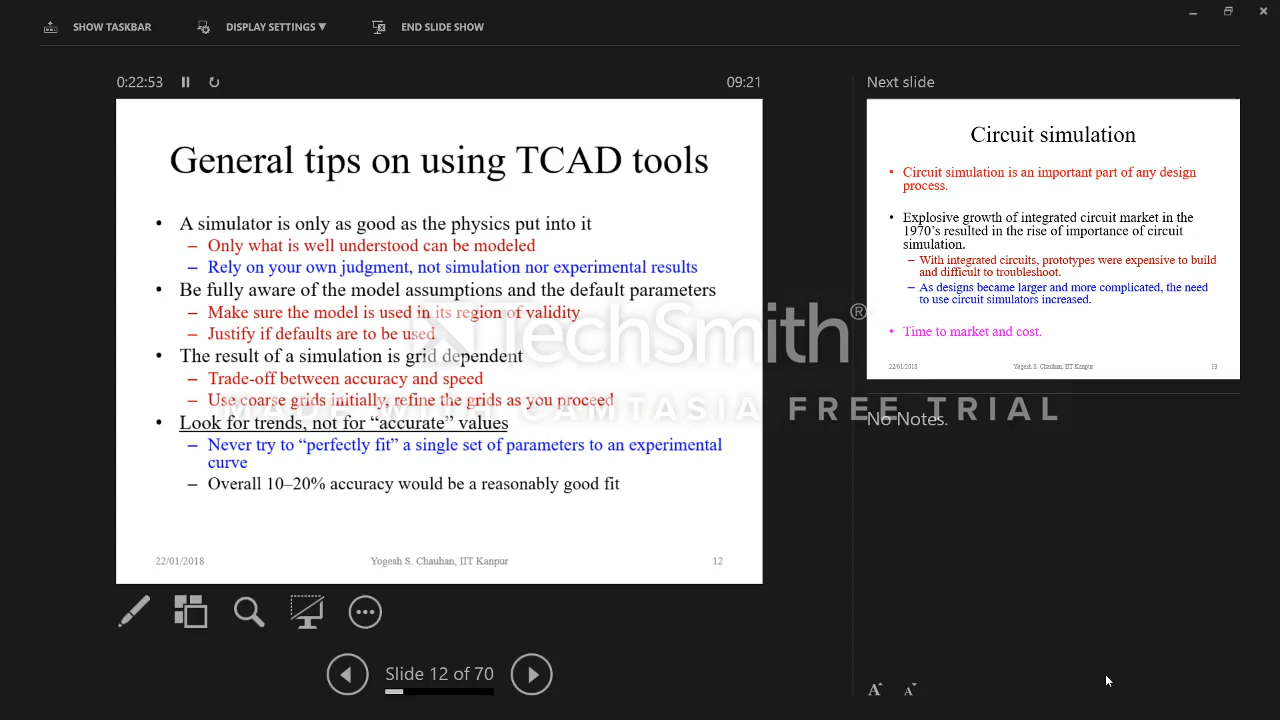 SHOW TASKBAR
DISPLAY SETTINGS ▼
END SLIDE SHOW
0:22:53
09:21
General tips on using TCAD tools
• A simulator is only as good as the physics put into it
– Only what is well understood can be modeled
– Rely on your own judgment, not simulation nor experimental results
• Be fully aware of the model assumptions and the default parameters
– Make sure the model is used in its region of validity
– Justify if defaults are to be used
• The result of a simulation is grid dependent
– Trade-off between accuracy and speed
– Use coarse grids initially, refine the grids as you proceed
• Look for trends, not for “accurate” values
– Never try to “perfectly fit” a single set of parameters to an experimental
curve
– Overall 10–20% accuracy would be a reasonably good fit
22/01/2018
Yogesh S. Chauhan, IIT Kanpur
12
Slide 12 of 70
Next slide
Circuit simulation
• Circuit simulation is an important part of any design
process.
• Explosive growth of integrated circuit market in the
1970’s resulted in the rise of importance of circuit
simulation.
– With integrated circuits, prototypes were expensive to build
and difficult to troubleshoot.
– As designs became larger and more complicated, the need
to use circuit simulators increased.
• Time to market and cost.
22/01/2018
Yogesh S. Chauhan, IIT Kanpur
13
No Notes.
A A
TechSmith®
MADE WITH CAMTASIA FREE TRIAL